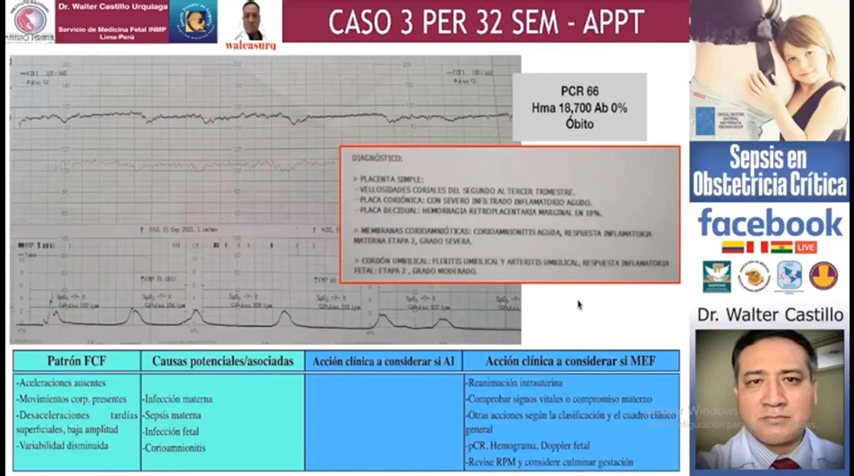 Dr. Walter Castillo Urquiaga
Servicio de Medicina Fetal INMP
Lima-Perú
walcasurq
CASO 3 PER 32 SEM - APPT
PCR 66
Hma 18,700 Ab 0%
Óbito
DIAGNÓSTICO:
> PLACENTA SIMPLE:
- VELLOSIDADES CORIALES DEL SEGUNDO AL TERCER TRIMESTRE.
- PLACA CORIÓNICA: CON SEVERO INFILTRADO INFLAMATORIO AGUDO.
- PLACA DECIDUAL: HEMORRAGIA RETROPLACENTARIA MARGINAL EN 10%.
> MEMBRANAS CORIOAMNIÓTICAS: CORIOAMNIONITIS AGUDA, RESPUESTA INFLAMATORIA
MATERNA ETAPA 2, GRADO SEVERA.
> CORDÓN UMBILICAL: FLEBITIS UMBILICAL Y ARTERITIS UMBILICAL, RESPUESTA INFLAMATORIA
FETAL: ETAPA 2, GRADO MODERADO.
Sepsis en
Obstetricia Crítica
facebook
LIVE
Dr. Walter Castillo
Patrón FCF
-Aceleraciones ausentes
-Movimientos corp. presentes
-Desaceleraciones tardías
superficiales, baja amplitud
-Variabilidad disminuida
Causas potenciales/asociadas
-Infección materna
-Sepsis materna
-Infección fetal
-Corioamnionitis
Acción clínica a considerar si AI
Acción clínica a considerar si MEF
-Reanimación intrauterina
-Comprobar signos vitales o compromiso materno
-Otras acciones según la clasificación y el cuadro clínico
general
-pCR, Hemograma, Doppler fetal
-Revise RPM y considere culminar gestación